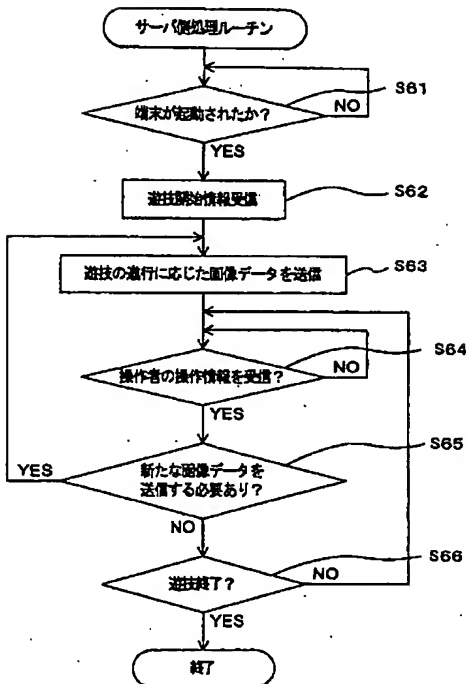 サーバ側処理ルーチン
S61
端末が起動されたか?
NO
YES
S62
遊技開始情報受信
S63
遊技の進行に応じた画像データを送信
S64
操作者の操作情報を受信?
NO
YES
S65
YES
新たな画像データを
送信する必要あり?
NO
S66
遊技終了?
NO
YES
終了